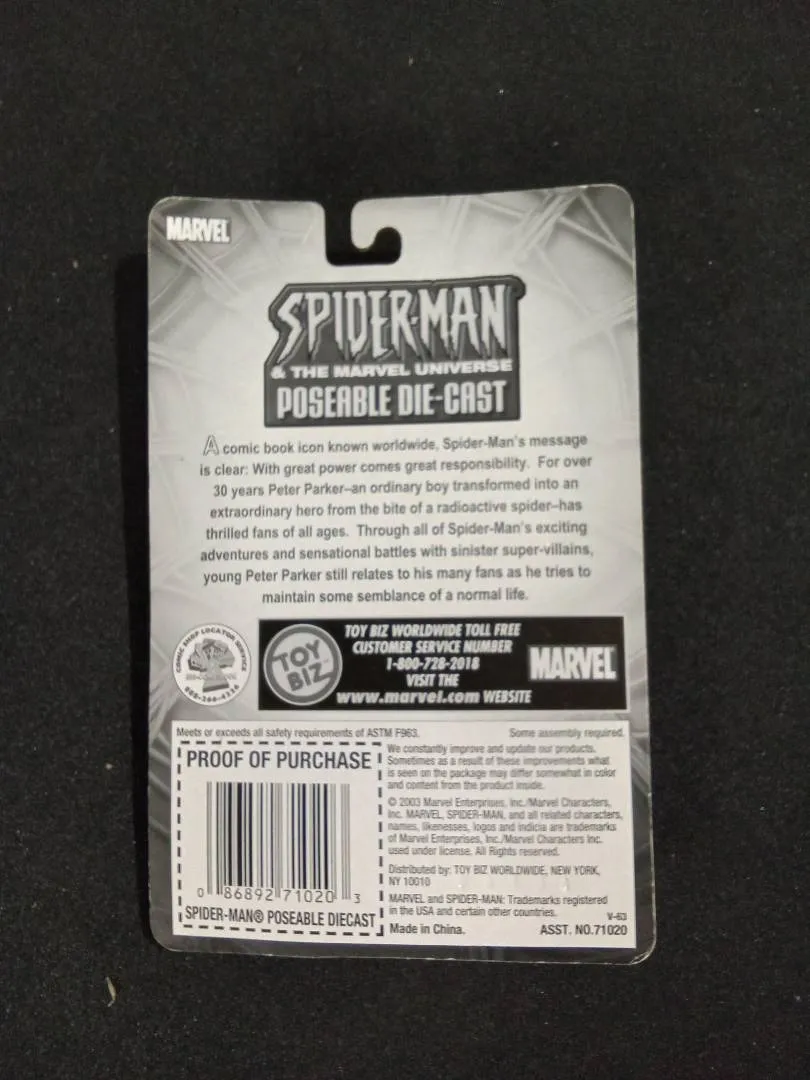 MARVEL
SPIDER-MAN
& THE MARVEL UNIVERSE
POSEABLE DIE-CAST
A comic book icon known worldwide, Spider-Man's message
is clear: With great power comes great responsibility. For over
30 years Peter Parker–an ordinary boy transformed into an
extraordinary hero from the bite of a radioactive spider–has
thrilled fans of all ages. Through all of Spider-Man's exciting
adventures and sensational battles with sinister super-villains,
young Peter Parker still relates to his many fans as he tries to
maintain some semblance of a normal life.
COMIC SHOP LOCATOR SERVICE
888-266-4226
TOY BIZ
TOY BIZ WORLDWIDE TOLL FREE
CUSTOMER SERVICE NUMBER
1-800-728-2018
VISIT THE
www.marvel.com WEBSITE
MARVEL
Meets or exceeds all safety requirements of ASTM F963.
Some assembly required.
PROOF OF PURCHASE
0 86892 71020 3
SPIDER-MAN® POSEABLE DIECAST
We constantly improve and update our products.
Sometimes as a result of these improvements what
is seen on the package may differ somewhat in color
and content from the product inside.
© 2003 Marvel Enterprises, Inc./Marvel Characters,
Inc. MARVEL, SPIDER-MAN, and all related characters,
names, likenesses, logos and indicia are trademarks
of Marvel Enterprises, Inc./Marvel Characters Inc.
used under license. All Rights reserved.
Distributed by: TOY BIZ WORLDWIDE, NEW YORK,
NY 10010
MARVEL and SPIDER-MAN: Trademarks registered
in the USA and certain other countries.
V-63
Made in China.
ASST. NO.71020